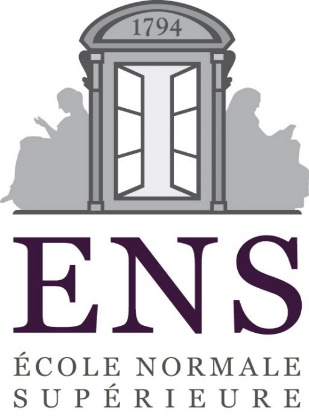 1794
ENS
ÉCOLE NORMALE
SUPÉRIEURE